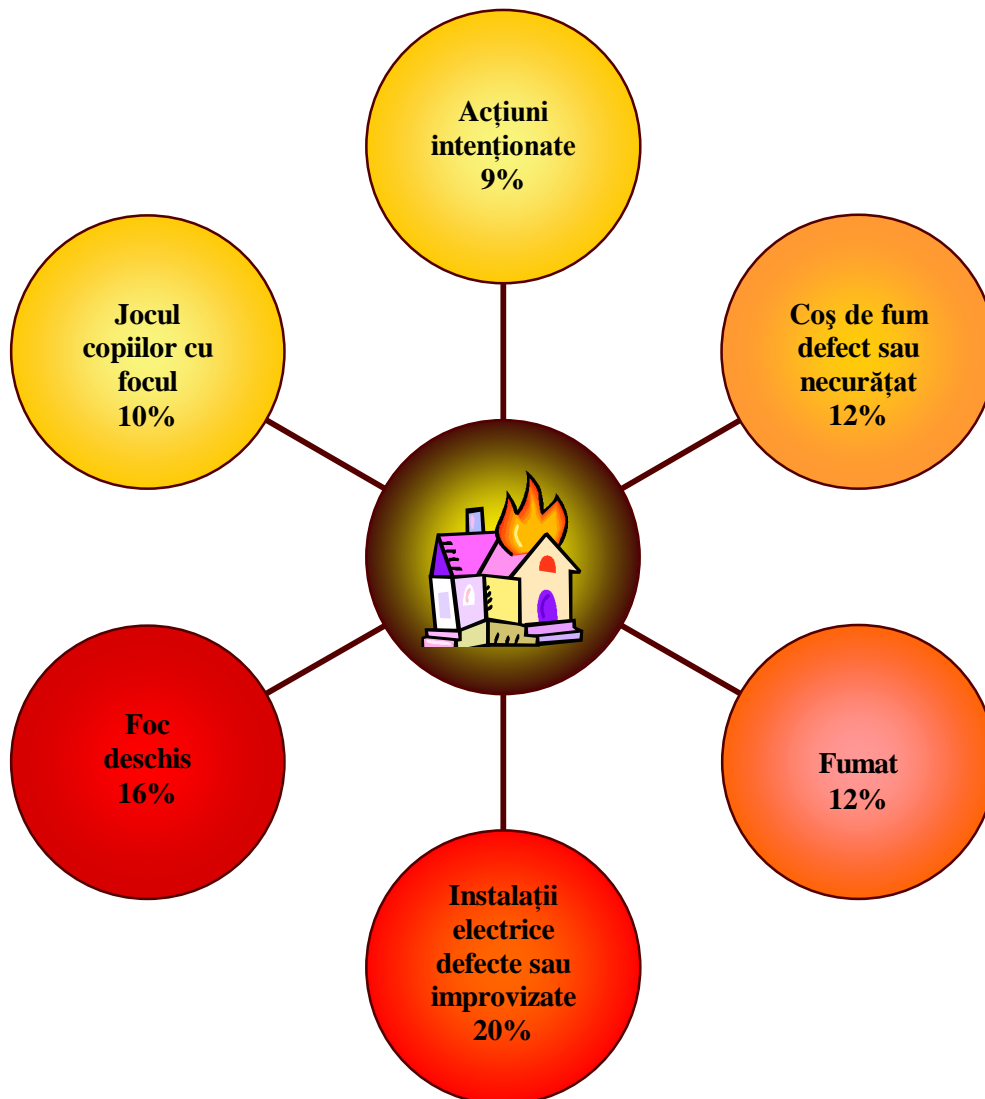 Acțiuni
intenționate
9%
Jocul
copiilor cu
focul
10%
Coş de fum
defect sau
necurățat
12%
Foc
deschis
16%
Fumat
12%
Instalații
electrice
defecte sau
improvizate
20%